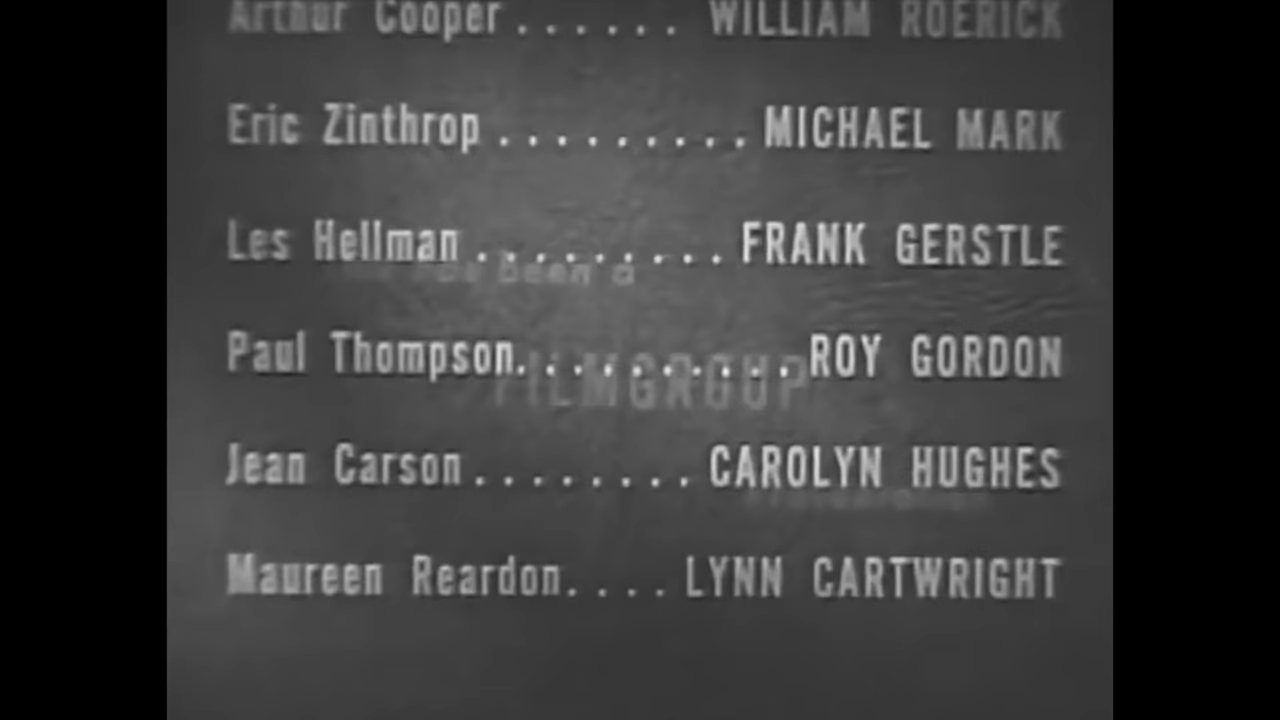 Arthur Cooper...... WILLIAM ROERICK
Eric Zinthrop......... MICHAEL MARK
Les Hellman......... FRANK GERSTLE
been a
Paul Thompson.......... ROY GORDON
FILMGROUP
Jean Carson........ CAROLYN HUGHES
Maureen Reardon.... LYNN CARTWRIGHT